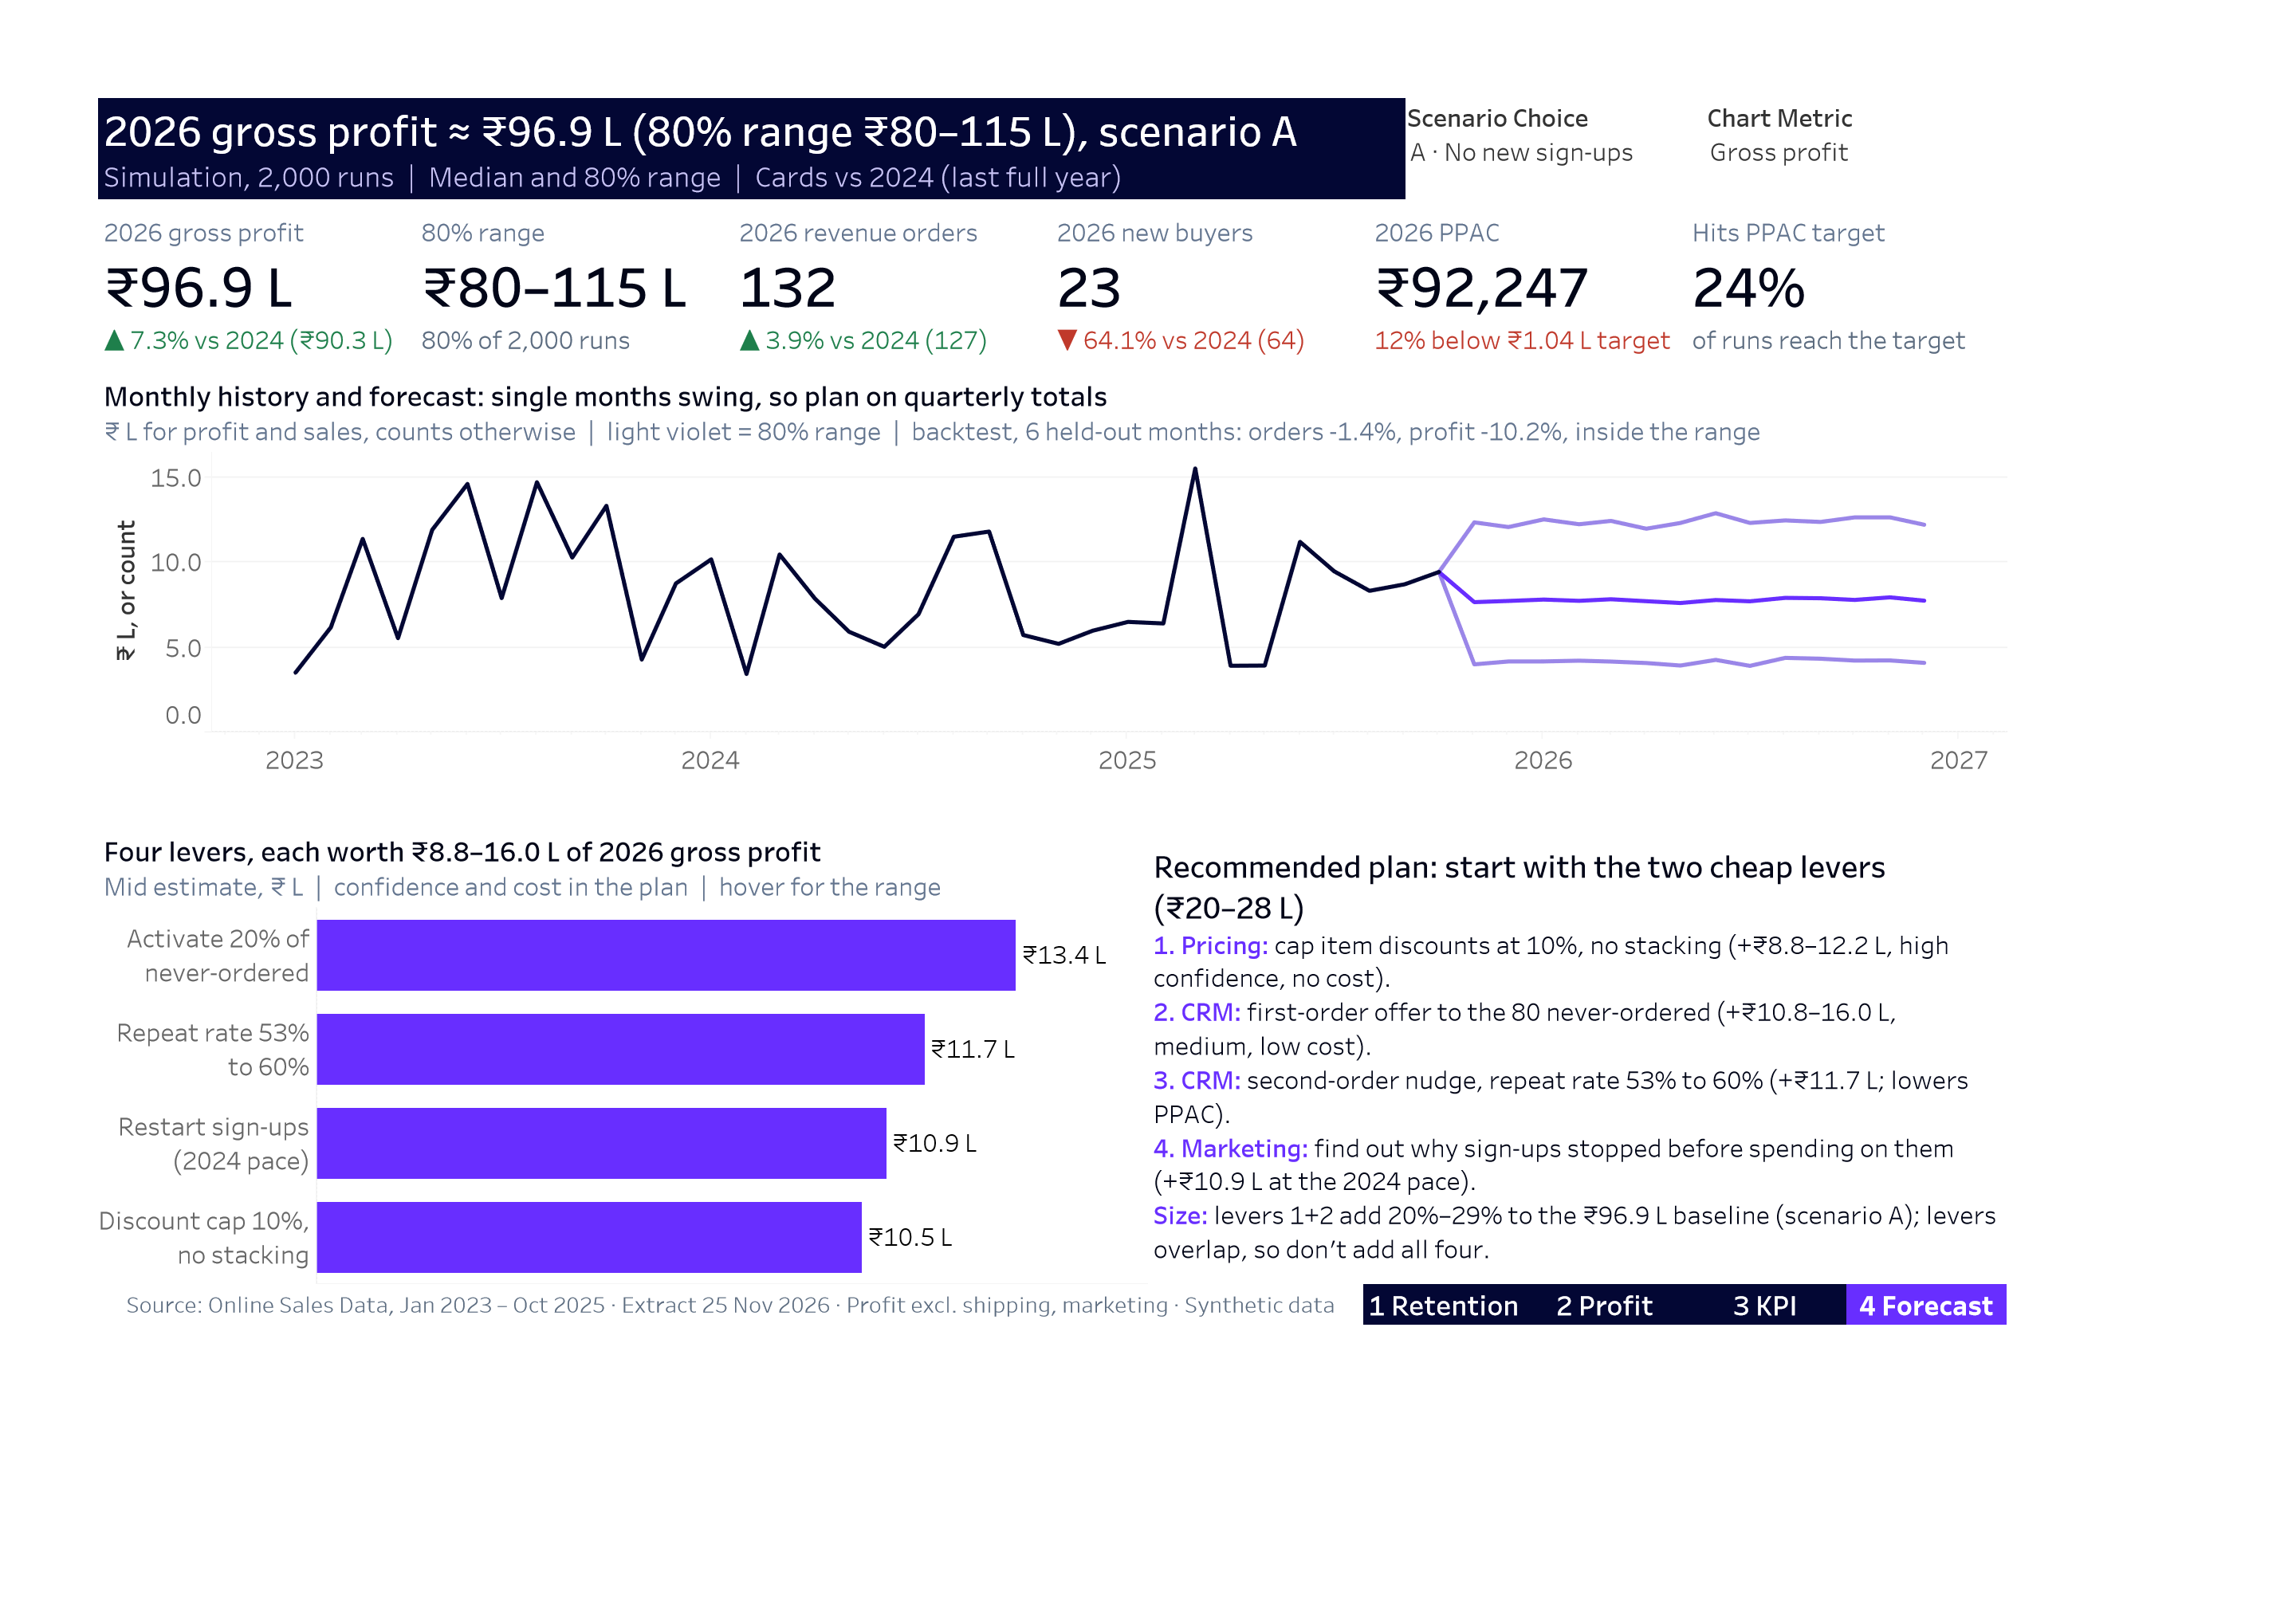 2026 gross profit ≈ ₹96.9 L (80% range ₹80–115 L), scenario A
Simulation, 2,000 runs | Median and 80% range | Cards vs 2024 (last full year)
Scenario Choice
A · No new sign-ups
Chart Metric
Gross profit
2026 gross profit
₹96.9 L
▲ 7.3% vs 2024 (₹90.3 L)
80% range
₹80–115 L
80% of 2,000 runs
2026 revenue orders
132
▲ 3.9% vs 2024 (127)
2026 new buyers
23
▼ 64.1% vs 2024 (64)
2026 PPAC
₹92,247
12% below ₹1.04 L target
Hits PPAC target
24%
of runs reach the target
Monthly history and forecast: single months swing, so plan on quarterly totals
₹ L for profit and sales, counts otherwise | light violet = 80% range | backtest, 6 held-out months: orders -1.4%, profit -10.2%, inside the range
₹ L, or count
15.0
10.0
5.0
0.0
2023
2024
2025
2026
2027
Four levers, each worth ₹8.8–16.0 L of 2026 gross profit
Mid estimate, ₹ L | confidence and cost in the plan | hover for the range
Activate 20% of
never-ordered
₹13.4 L
Repeat rate 53%
to 60%
₹11.7 L
Restart sign-ups
(2024 pace)
₹10.9 L
Discount cap 10%,
no stacking
₹10.5 L
Recommended plan: start with the two cheap levers
(₹20–28 L)
1. Pricing: cap item discounts at 10%, no stacking (+₹8.8–12.2 L, high
confidence, no cost).
2. CRM: first-order offer to the 80 never-ordered (+₹10.8–16.0 L,
medium, low cost).
3. CRM: second-order nudge, repeat rate 53% to 60% (+₹11.7 L; lowers
PPAC).
4. Marketing: find out why sign-ups stopped before spending on them
(+₹10.9 L at the 2024 pace).
Size: levers 1+2 add 20%–29% to the ₹96.9 L baseline (scenario A); levers
overlap, so don’t add all four.
Source: Online Sales Data, Jan 2023 – Oct 2025 · Extract 25 Nov 2026 · Profit excl. shipping, marketing · Synthetic data
1 Retention
2 Profit
3 KPI
4 Forecast